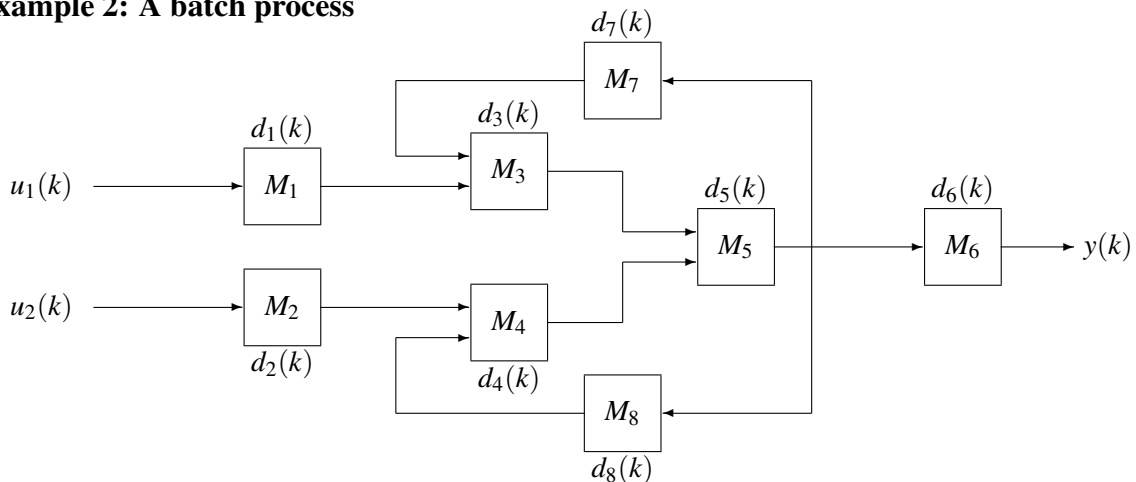 xample 2: A batch process
d₇(k)
M₇
d₁(k)
d₃(k)
u₁(k)
M₁
M₃
d₅(k)
d₆(k)
M₅
M₆
y(k)
u₂(k)
M₂
M₄
d₂(k)
d₄(k)
M₈
d₈(k)